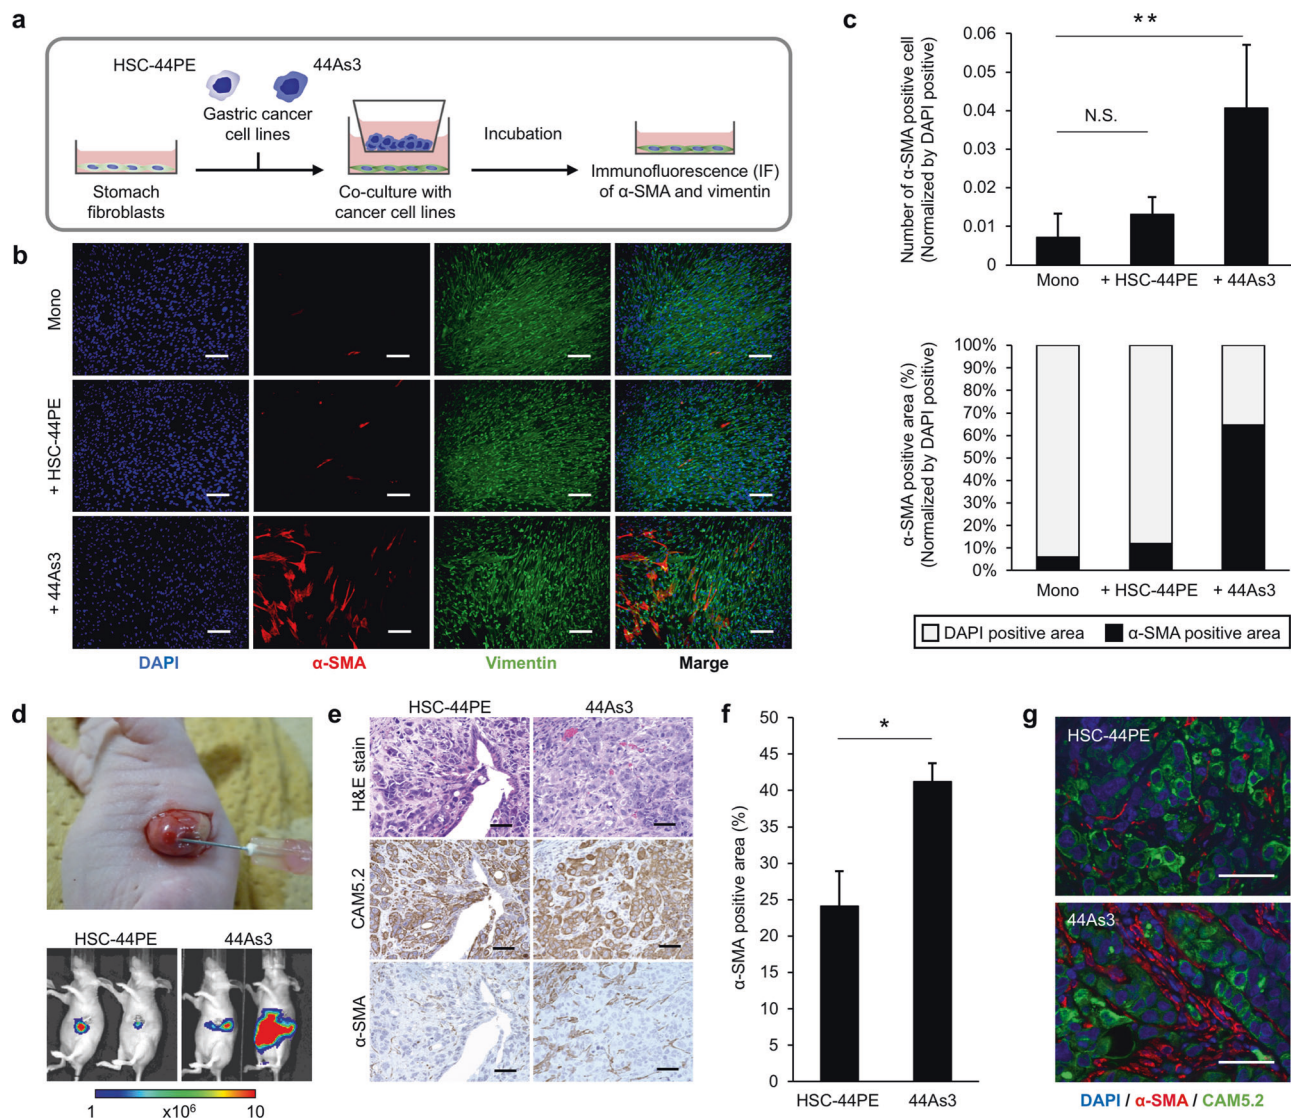 a
HSC-44PE
44As3
Gastric cancer
cell lines
Incubation
Stomach
fibroblasts
Co-culture with
cancer cell lines
Immunofluorescence (IF)
of α-SMA and vimentin
b
Mono
+ HSC-44PE
+ 44As3
DAPI
α-SMA
Vimentin
Marge
c
Number of α-SMA positive cell
(Normalized by DAPI positive)
0.06
0.05
0.04
0.03
0.02
0.01
0
**
N.S.
Mono
+ HSC-44PE
+ 44As3
α-SMA positive area (%)
(Normalized by DAPI positive)
100%
90%
80%
70%
60%
50%
40%
30%
20%
10%
0%
Mono
+ HSC-44PE
+ 44As3
DAPI positive area
α-SMA positive area
d
HSC-44PE
44As3
1
x10⁶
10
e
HSC-44PE
44As3
H&E stain
CAM5.2
α-SMA
f
α-SMA positive area (%)
50
45
40
35
30
25
20
15
10
5
0
*
HSC-44PE
44As3
g
HSC-44PE
44As3
DAPI / α-SMA / CAM5.2